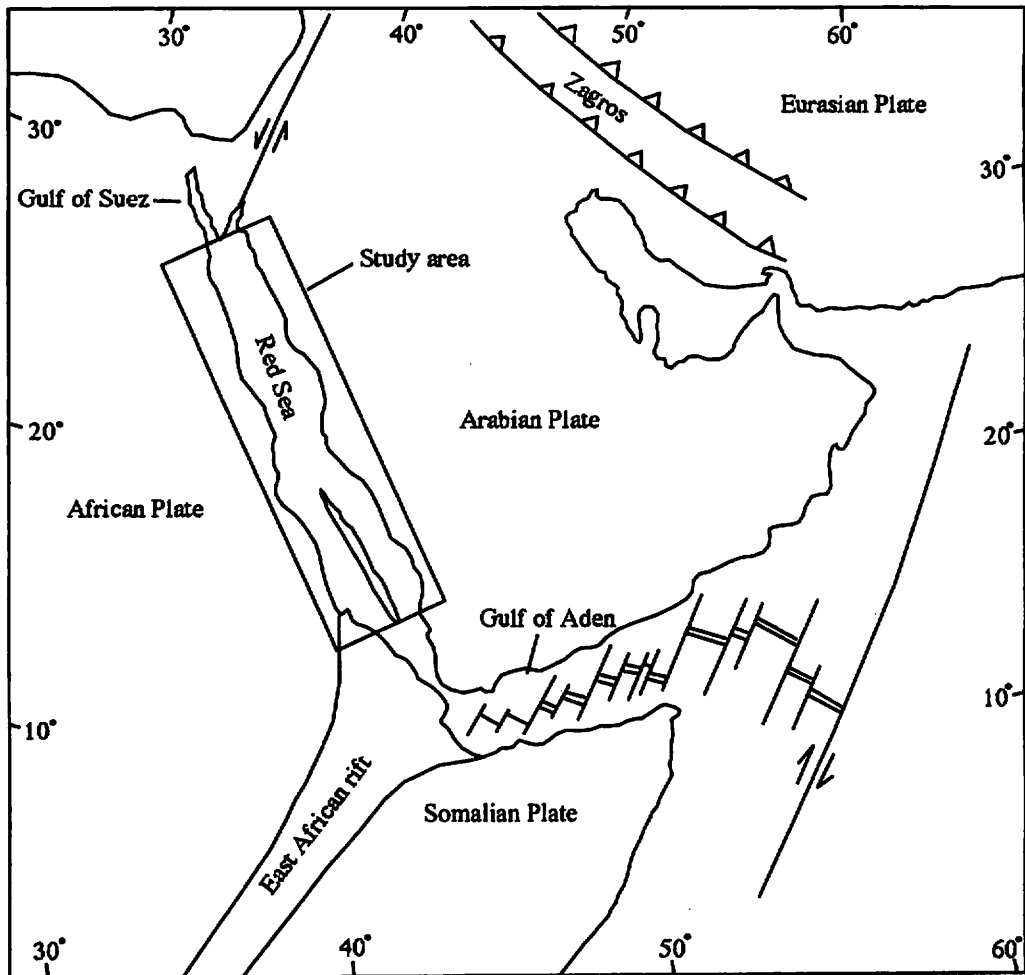 30° 40° 50° 60°
Zagros
Eurasian Plate
30°
30°
Gulf of Suez
Study area
Red Sea
Arabian Plate
20°
20°
African Plate
Gulf of Aden
10°
10°
East African rift
Somalian Plate
30° 40° 50° 60°